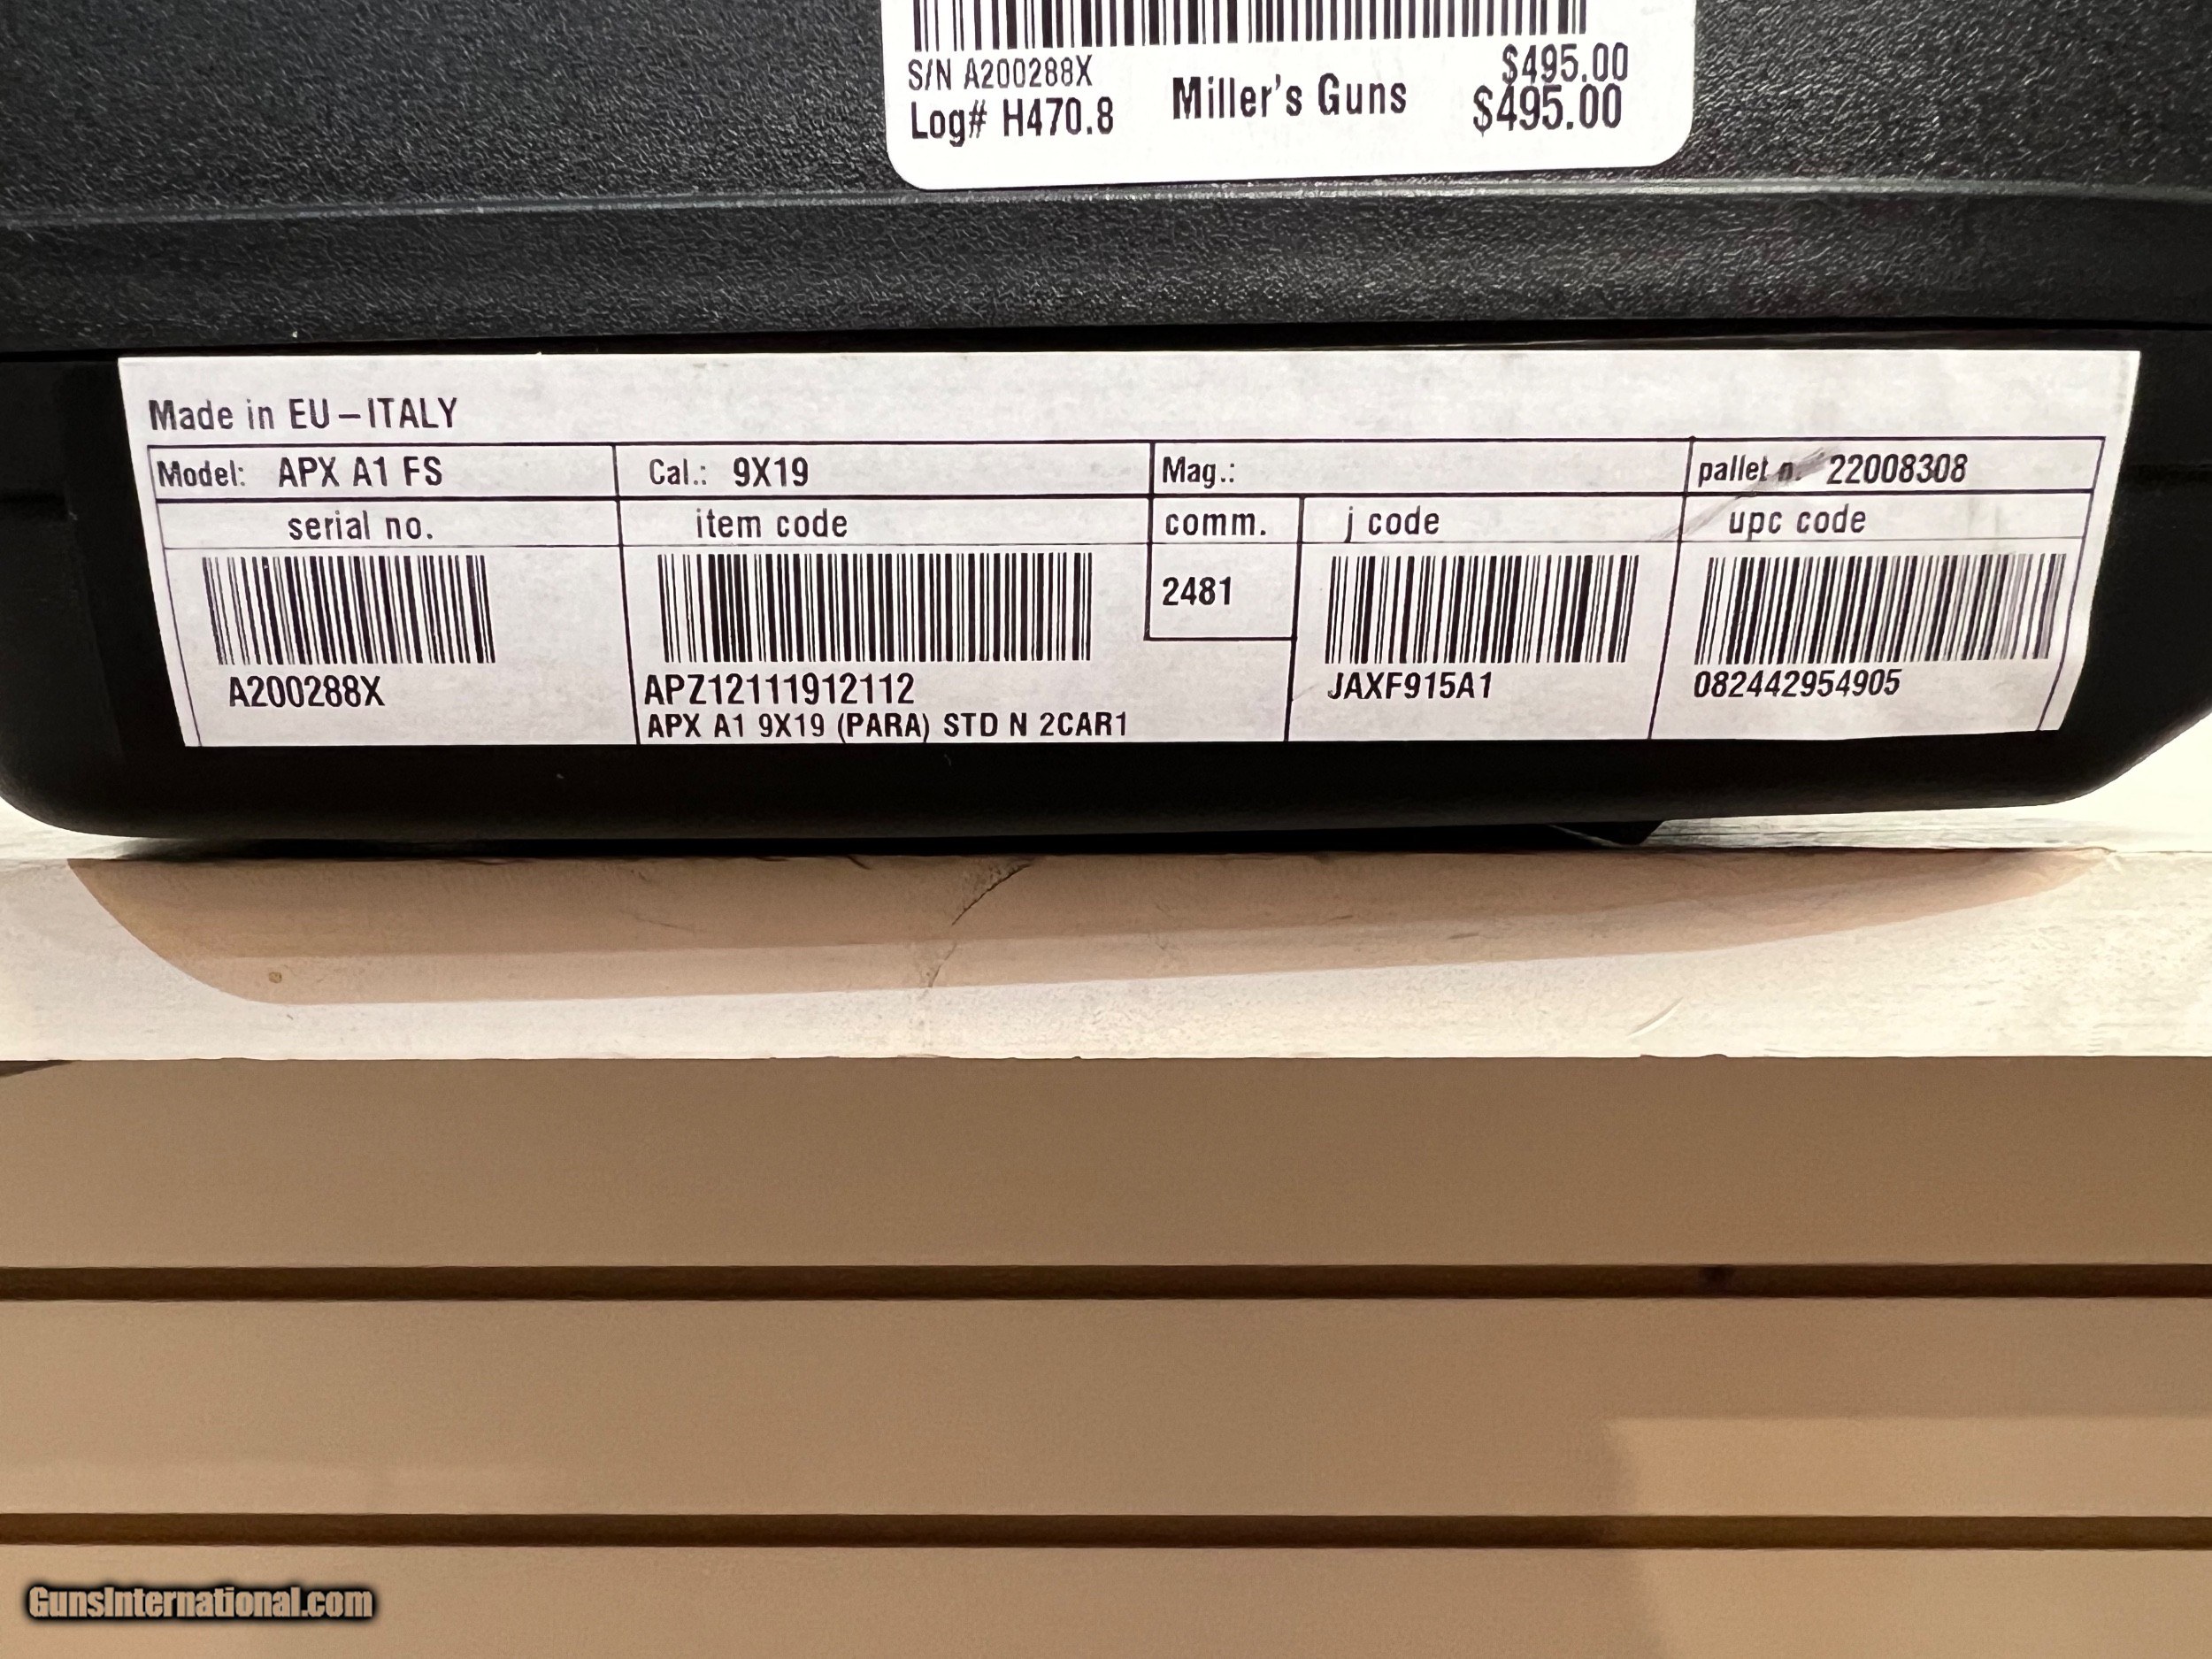 $495.00
S/N A200288X
Miller's Guns
$495.00
Log# H470.8
Made in EU-ITALY
Model: APX A1 FS Cal.: 9X19 Mag.: pallet n. 22008308
serial no. item code comm. j code upc code
2481
A200288X APZ12111912112 JAXF915A1 082442954905
APX A1 9X19 (PARA) STD N 2CAR1
GunsInternational.com